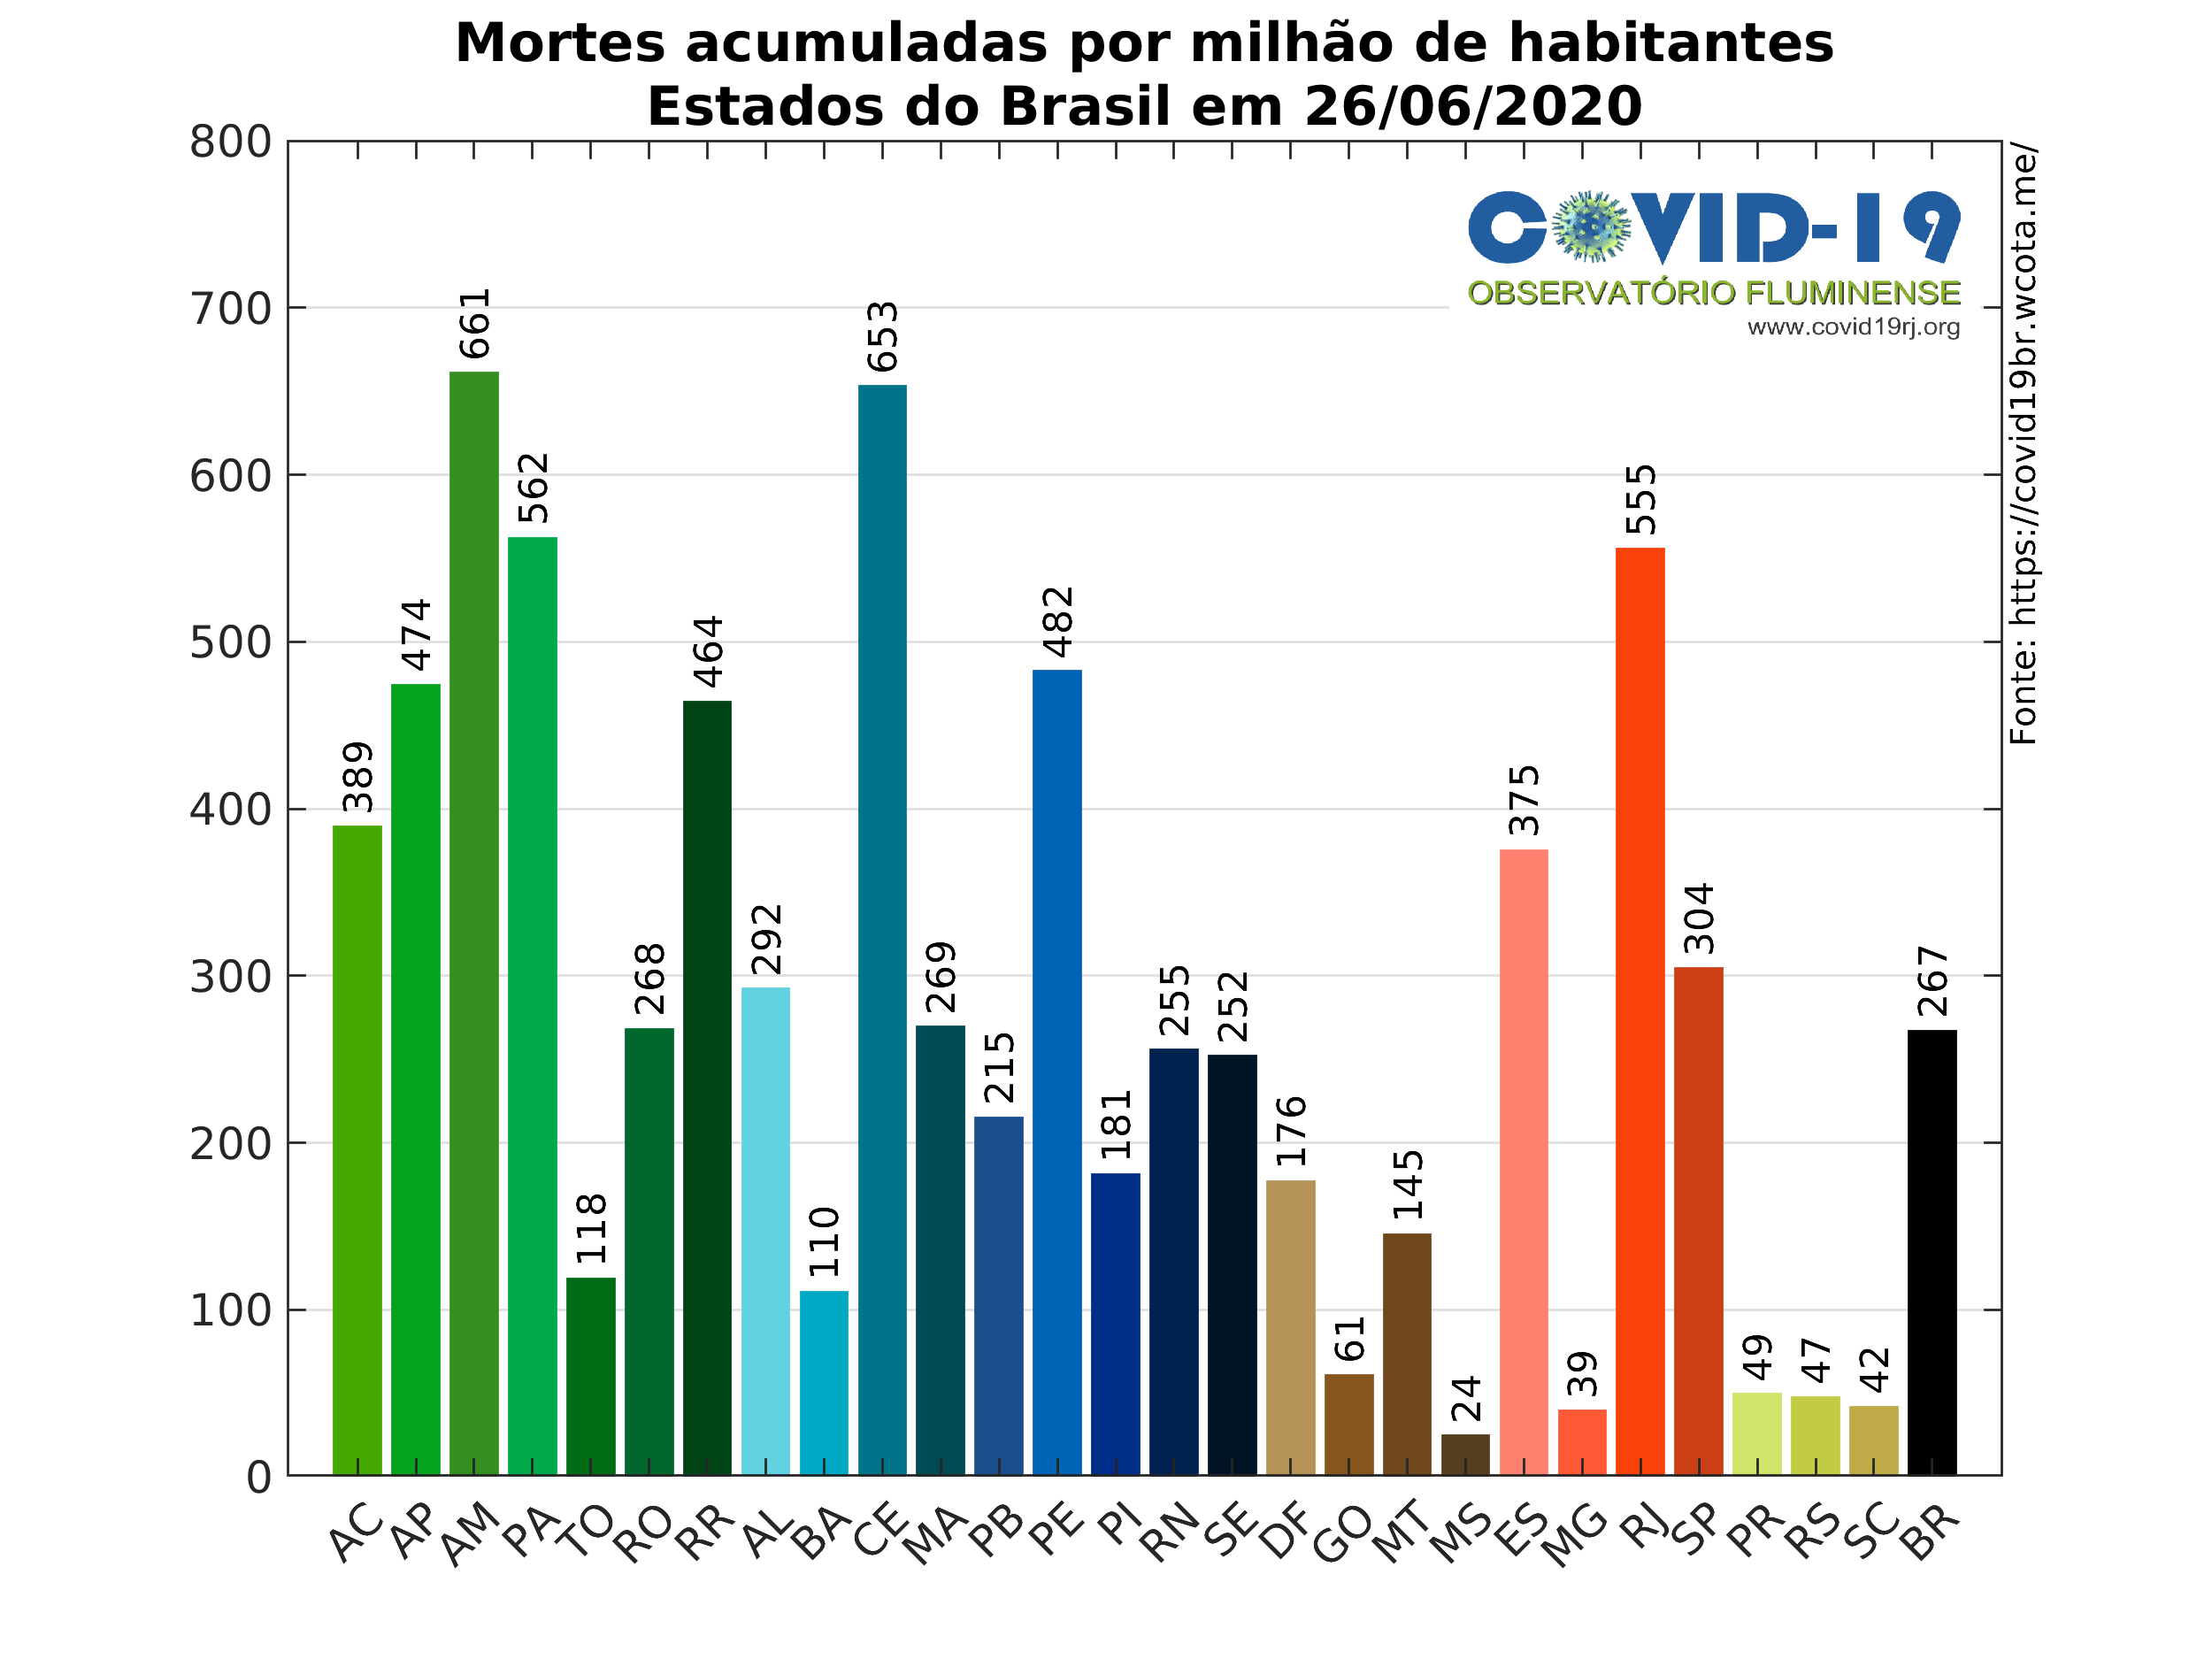 Mortes acumuladas por milhão de habitantes
Estados do Brasil em 26/06/2020
800
700
600
500
400
300
200
100
0
COVID-19
OBSERVATÓRIO FLUMINENSE
www.covid19rj.org
Fonte: https://covid19br.wcota.me/
389
474
661
562
118
268
464
292
110
653
269
215
482
181
255
252
176
61
145
24
375
39
555
304
49
47
42
267
AC
AP
AM
PA
TO
RO
RR
AL
BA
CE
MA
PB
PE
PI
RN
SE
DF
GO
MT
MS
ES
MG
RJ
SP
PR
RS
SC
BR